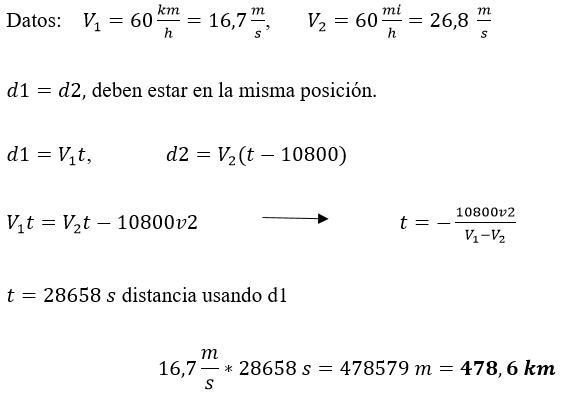 Datos: V₁ = 60 km/h = 16,7 m/s, V₂ = 60 mi/h = 26,8 m/s
d1 = d2, deben estar en la misma posición.
d1 = V₁t, d2 = V₂(t − 10800)
V₁t = V₂t − 10800v2 → t = − 10800v2/(V₁−V₂)
t = 28658 s distancia usando d1
16,7 m/s ∗ 28658 s = 478579 m = 478,6 km